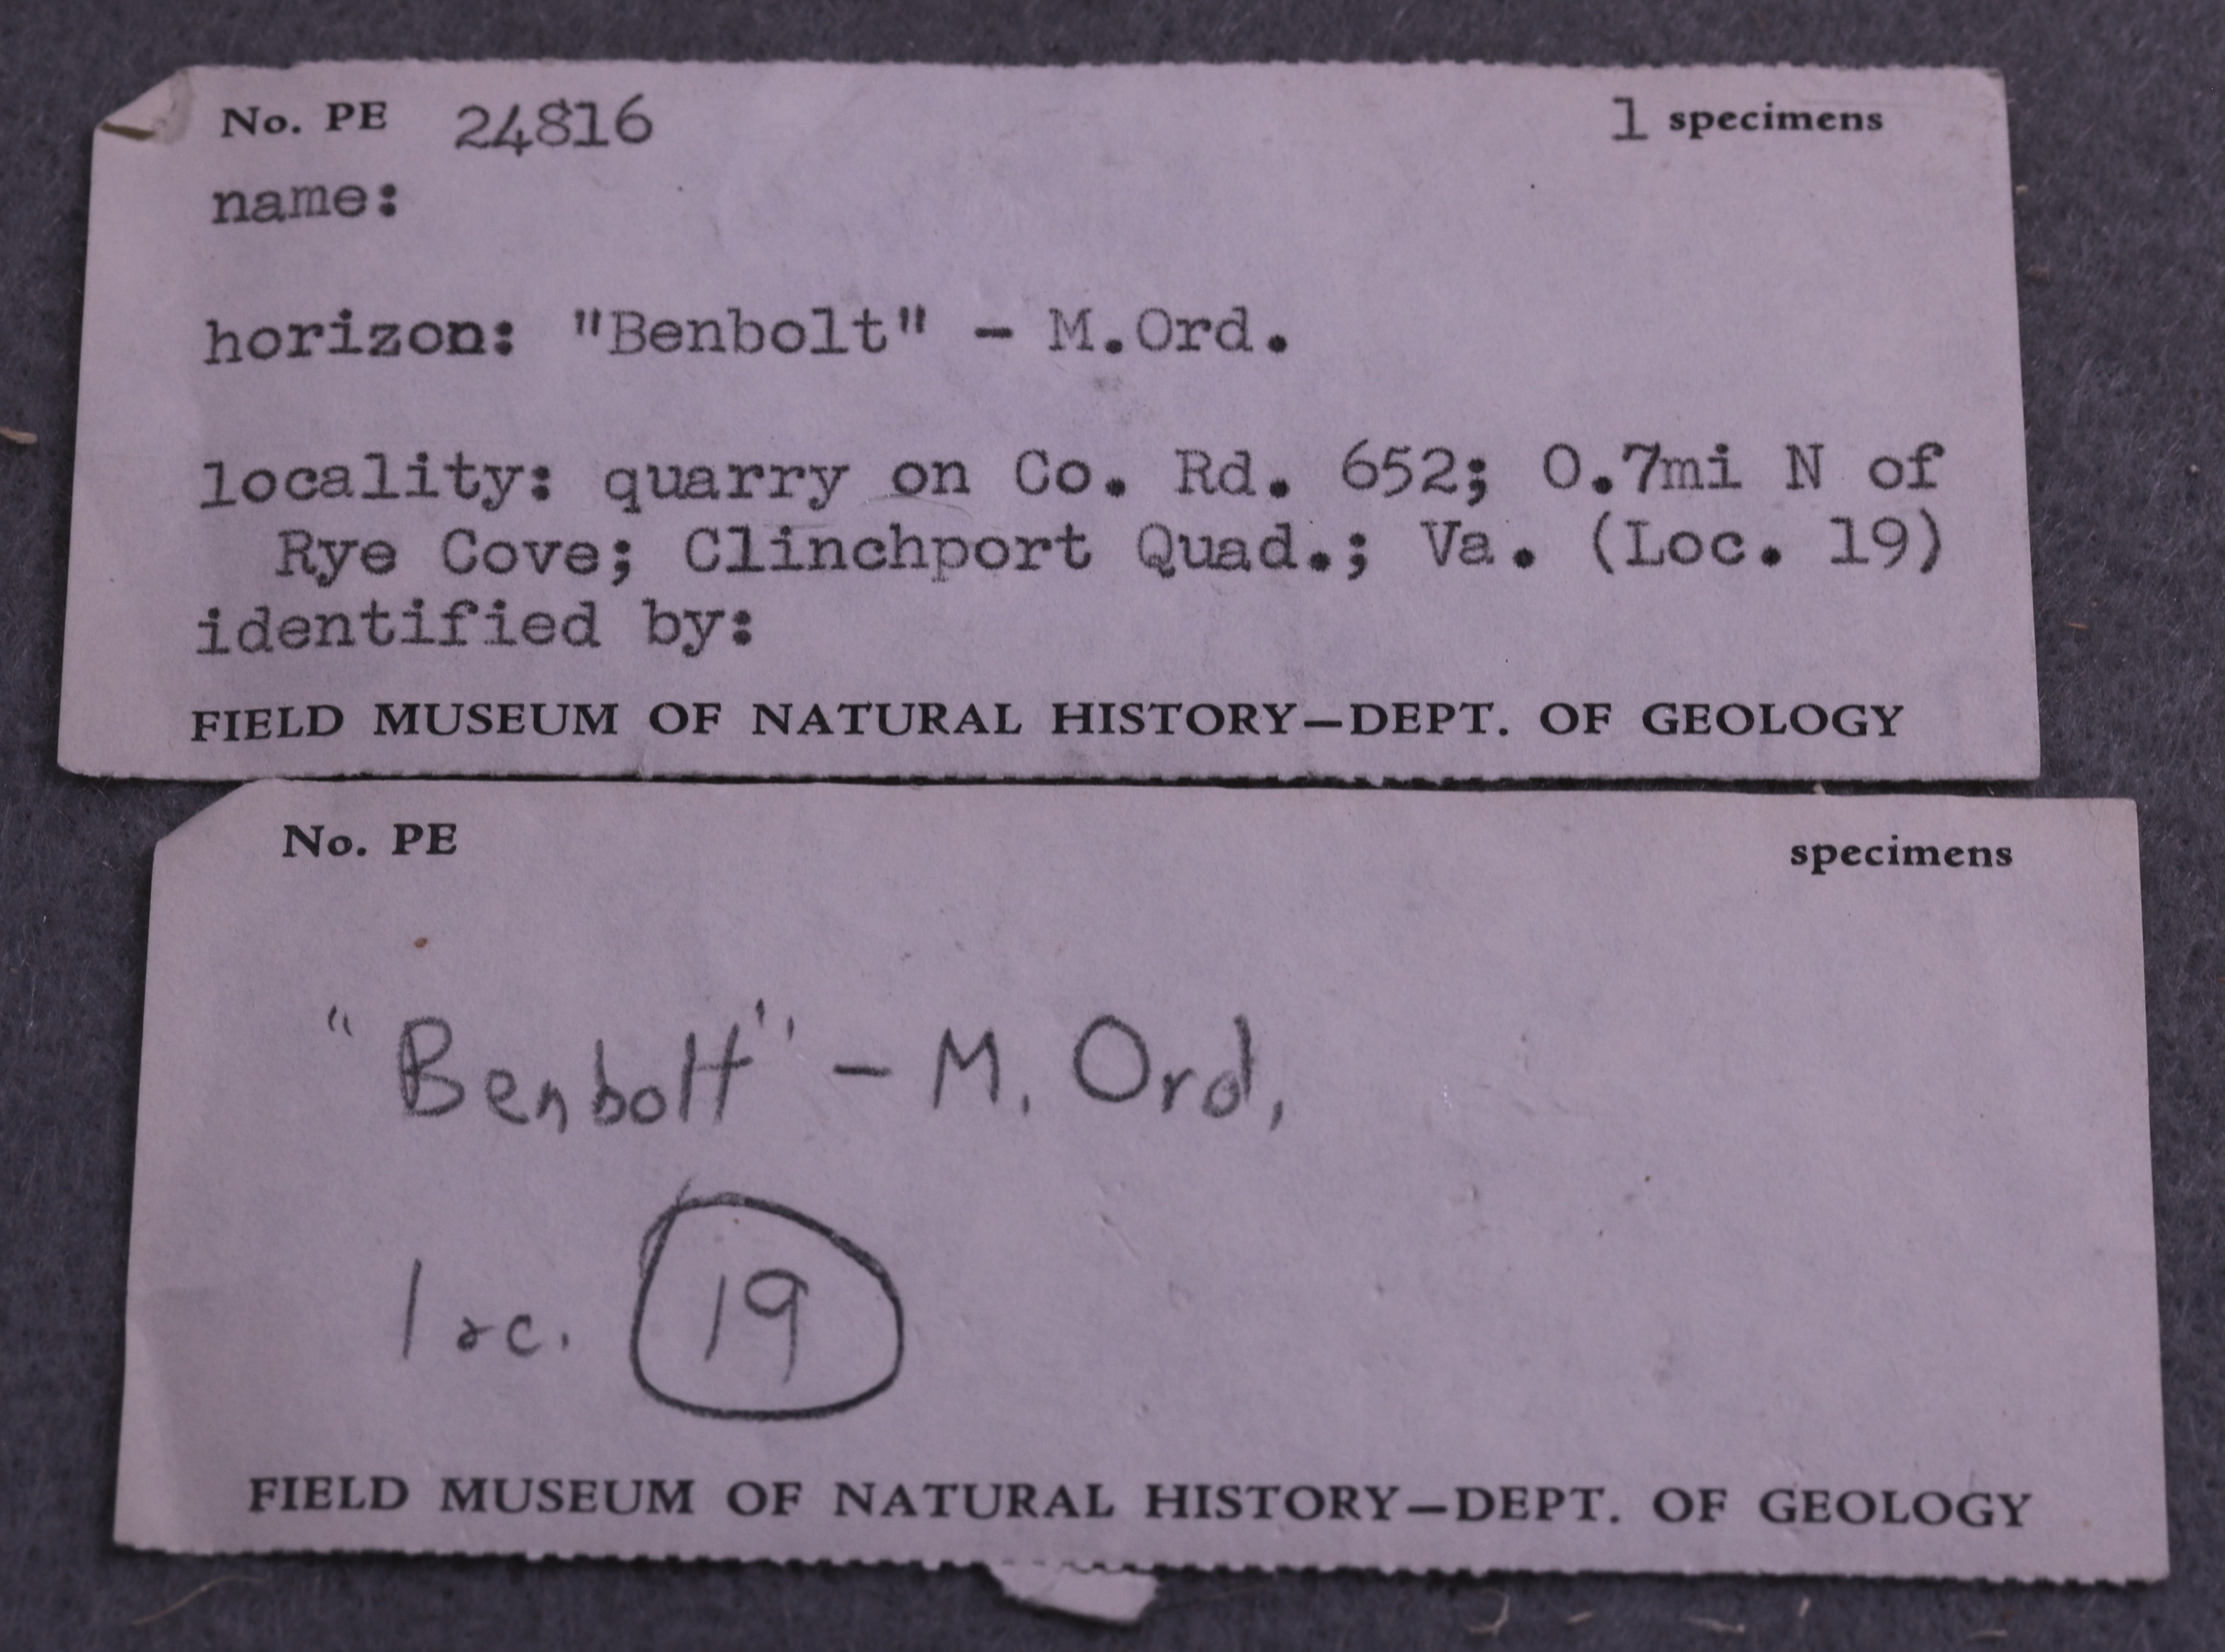 No. PE 24816 1 specimens
name:
horizon: "Benbolt" - M.Ord.
locality: quarry on Co. Rd. 652; 0.7mi N of
Rye Cove; Clinchport Quad.; Va. (Loc. 19)
identified by:
FIELD MUSEUM OF NATURAL HISTORY—DEPT. OF GEOLOGY
No. PE specimens
"Benbolt" - M. Ord.
loc. 19
FIELD MUSEUM OF NATURAL HISTORY—DEPT. OF GEOLOGY